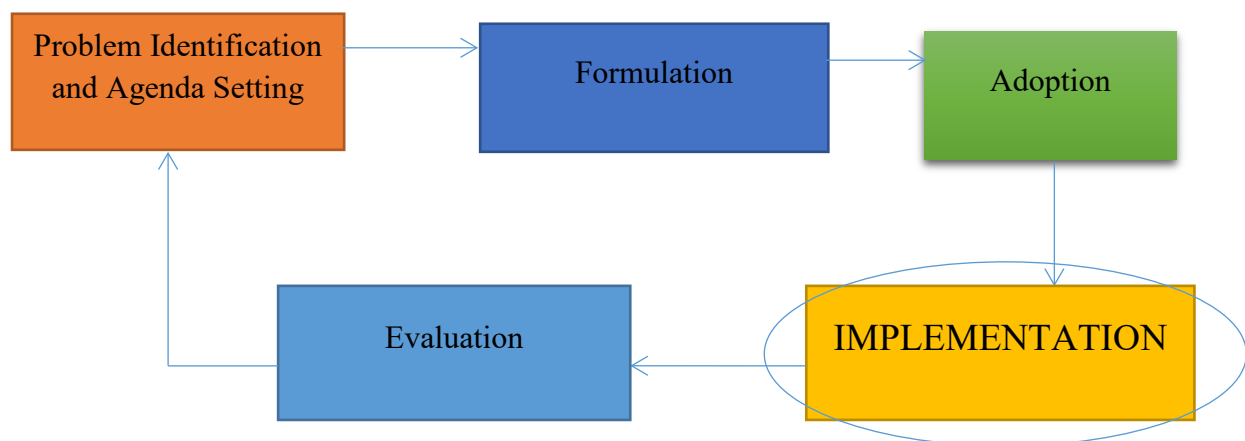 Problem Identification
and Agenda Setting
Formulation
Adoption
Evaluation
IMPLEMENTATION